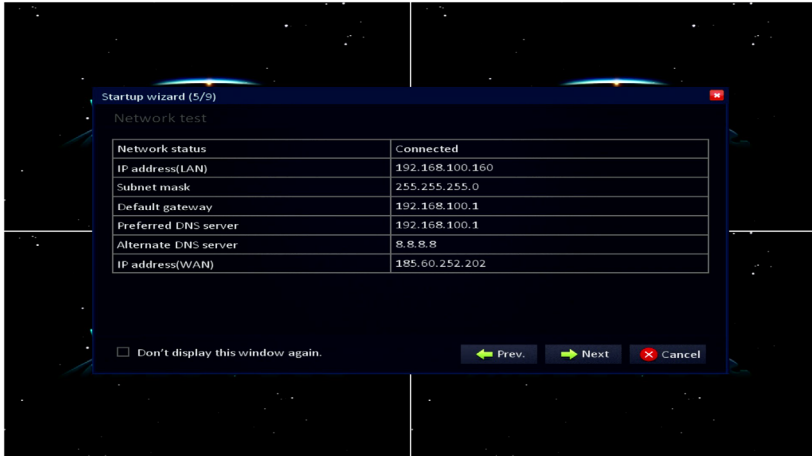 Startup wizard (5/9)
Network test
Network status Connected
IP address(LAN) 192.168.100.160
Subnet mask 255.255.255.0
Default gateway 192.168.100.1
Preferred DNS server 192.168.100.1
Alternate DNS server 8.8.8.8
IP address(WAN) 185.60.252.202
Don't display this window again. Prev. Next Cancel